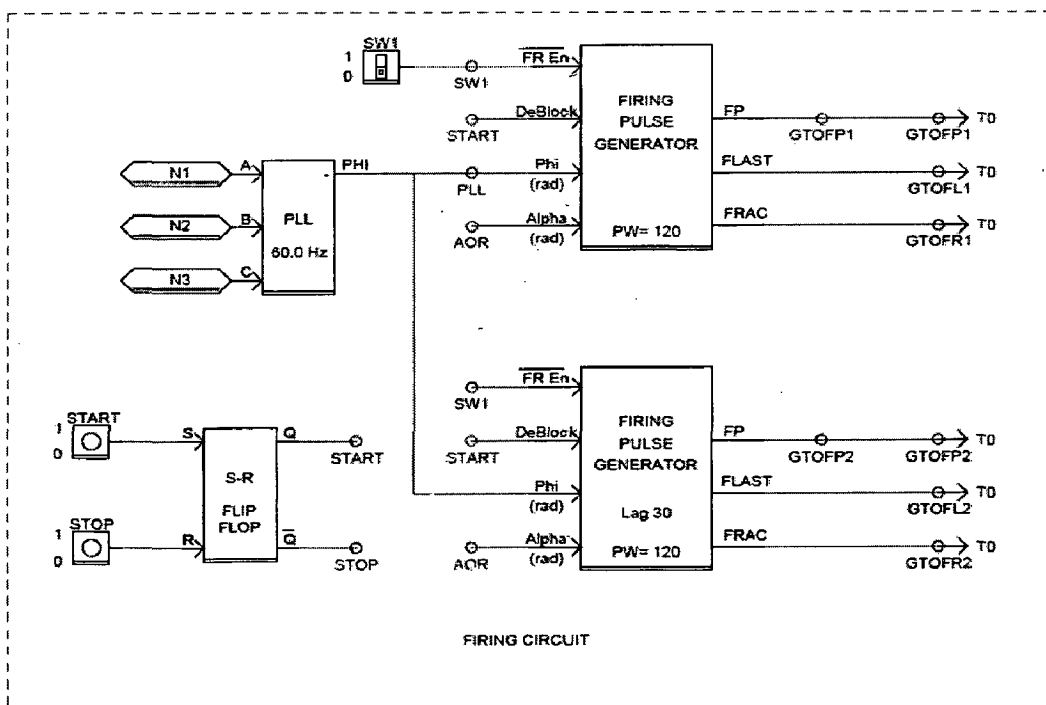 SW1
1
0
SW1
FR En
START
DeBlock
PLL
Phi
(rad)
AOR
Alpha
(rad)
FIRING
PULSE
GENERATOR
PW= 120
FP
GTOFP1
GTOFP1
T0
FLAST
GTOFL1
T0
FRAC
GTOFR1
T0
N1
A
N2
B
N3
C
PLL
60.0 Hz
PHI
SW1
FR En
START
DeBlock
Phi
(rad)
AOR
Alpha
(rad)
FIRING
PULSE
GENERATOR
Lag 30
PW= 120
FP
GTOFP2
GTOFP2
T0
FLAST
GTOFL2
T0
FRAC
GTOFR2
T0
START
1
0
S
STOP
1
0
R
S-R
FLIP
FLOP
Q
START
Q
STOP
FIRING CIRCUIT